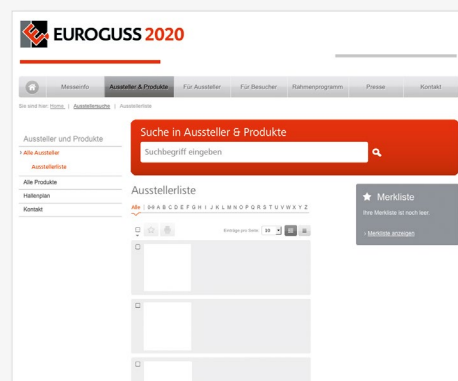 EUROGUSS 2020
Messeinfo Aussteller & Produkte Für Aussteller Für Besucher Rahmenprogramm Presse Kontakt
Sie sind hier: Home | Ausstellersuche | Ausstellerliste
Aussteller und Produkte
Alle Aussteller
Ausstellerliste
Alle Produkte
Hallenplan
Kontakt
Suche in Aussteller & Produkte
Suchbegriff eingeben
Ausstellerliste
Alle | 0-9 A B C D E F G H I J K L M N O P Q R S T U V W X Y Z
Einträge pro Seite
Merkliste
Ihre Merkliste ist noch leer.
Merkliste anzeigen